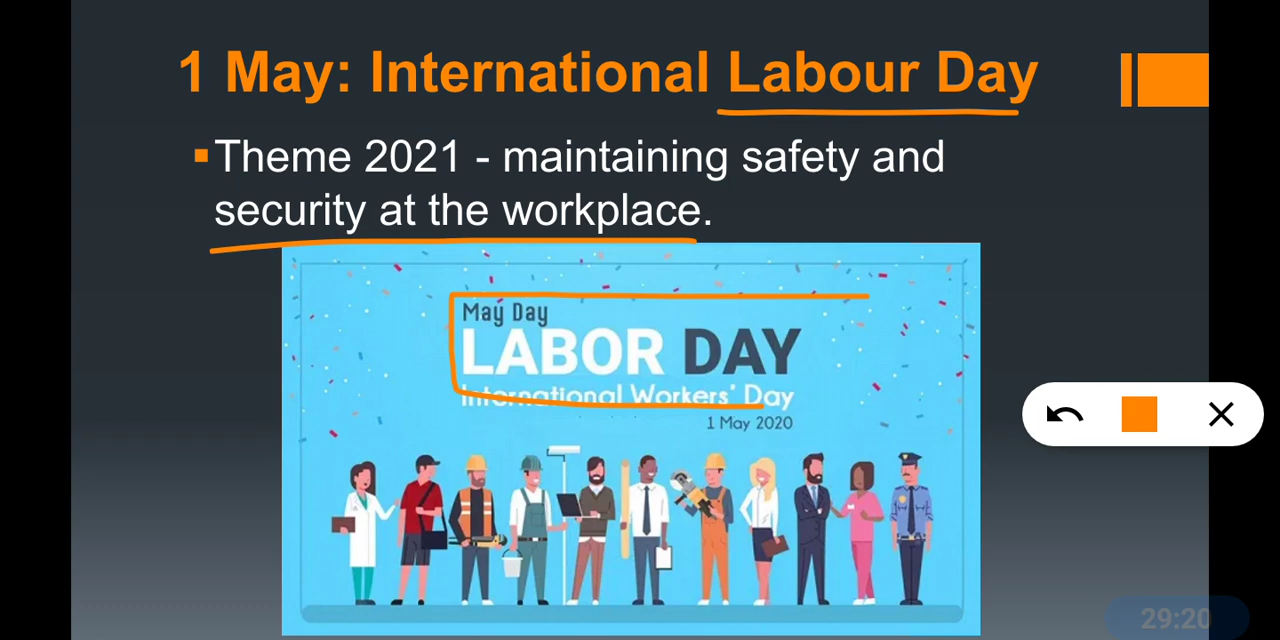 1 May: International Labour Day
Theme 2021 - maintaining safety and
security at the workplace.
May Day
LABOR DAY
International Workers' Day
1 May 2020
29:20